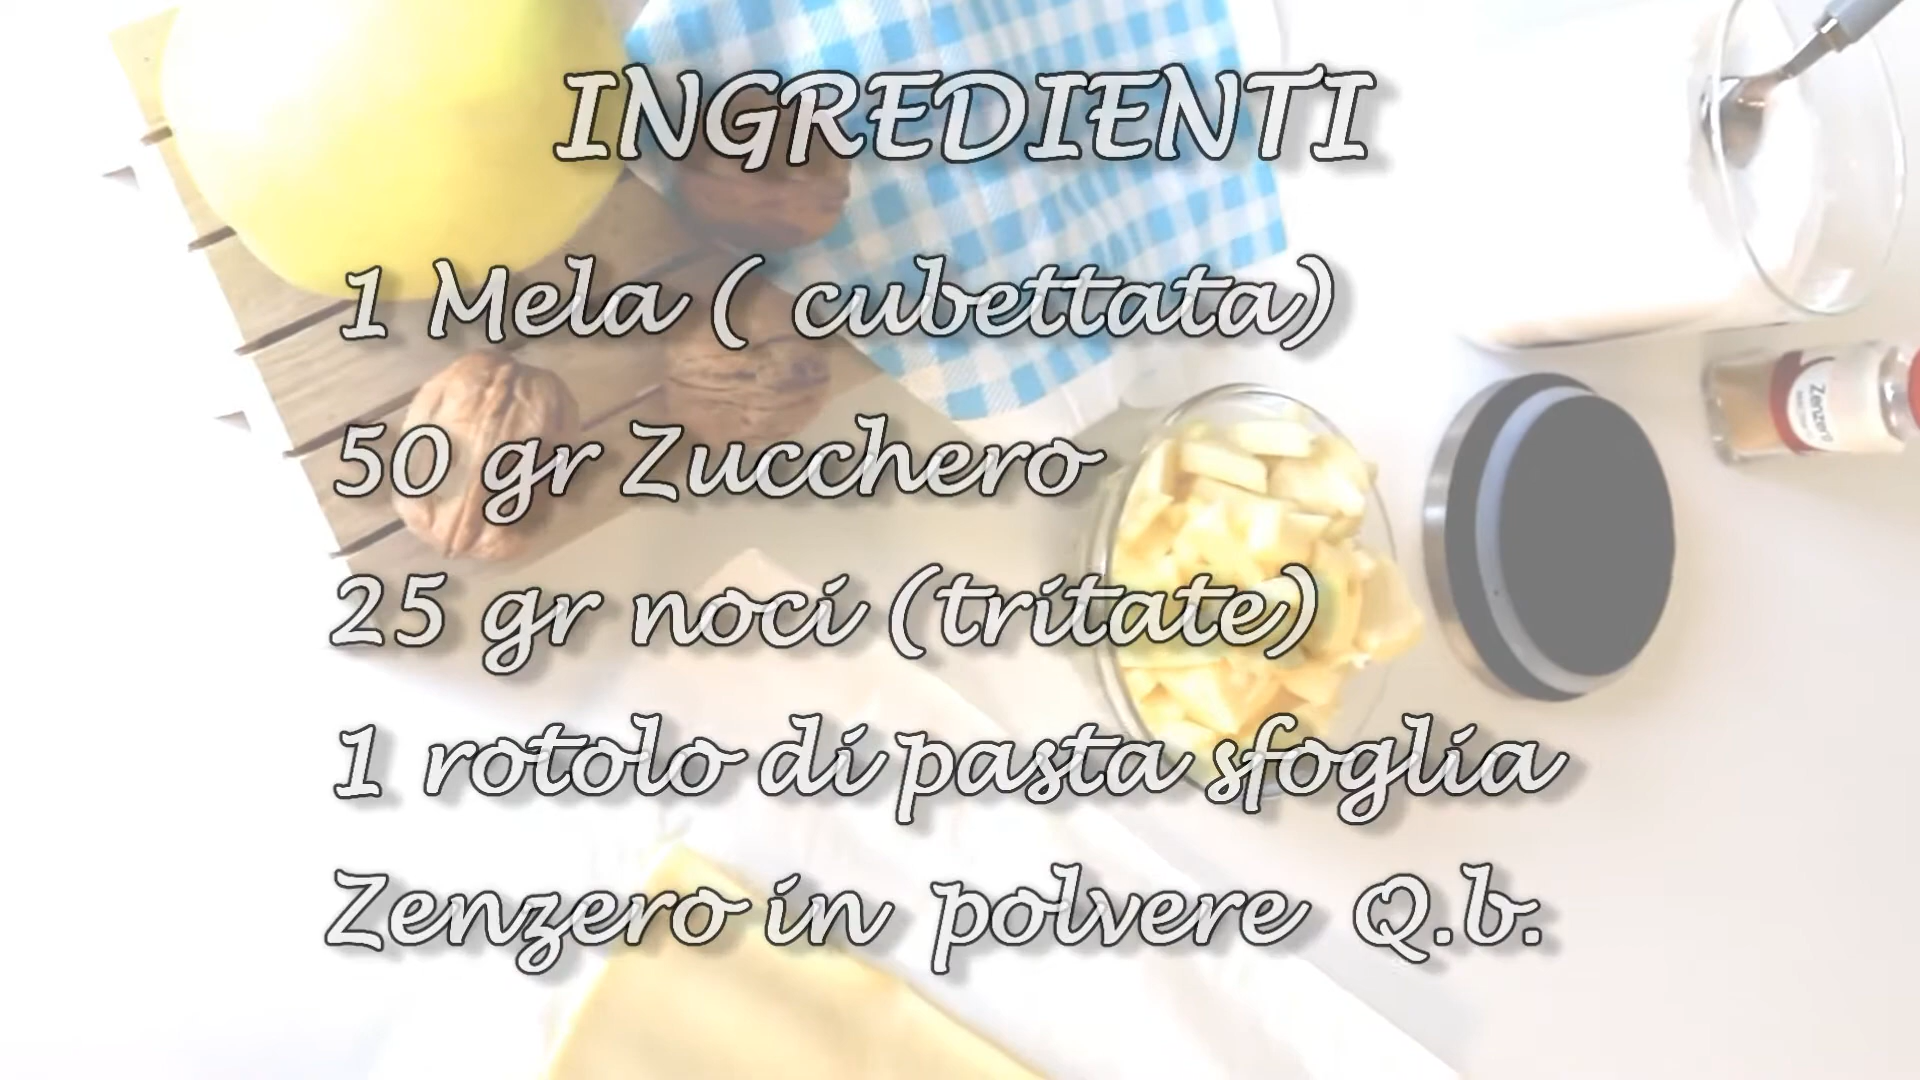 INGREDIENTI
1 Mela ( cubettata)
50 gr Zucchero
Zenzero
25 gr noci (tritate)
1 rotolo di pasta sfoglia
Zenzero in polvere Q.b.